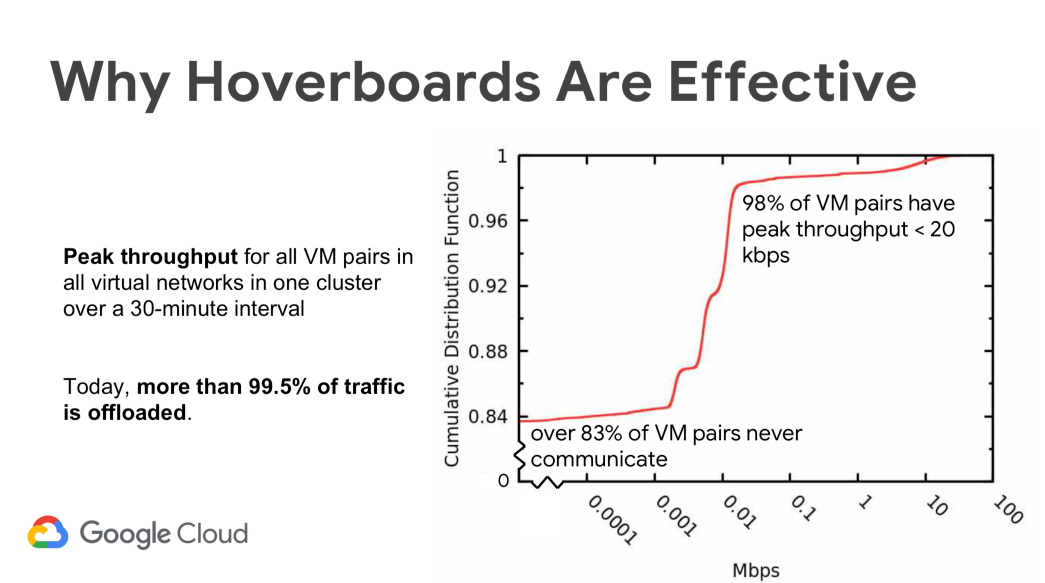 Why Hoverboards Are Effective
Peak throughput for all VM pairs in
all virtual networks in one cluster
over a 30-minute interval
Today, more than 99.5% of traffic
is offloaded.
Cumulative Distribution Function
1
0.96
0.92
0.88
0.84
0
98% of VM pairs have
peak throughput < 20
kbps
over 83% of VM pairs never
communicate
0.0001
0.001
0.01
0.1
1
10
100
Mbps
Google Cloud